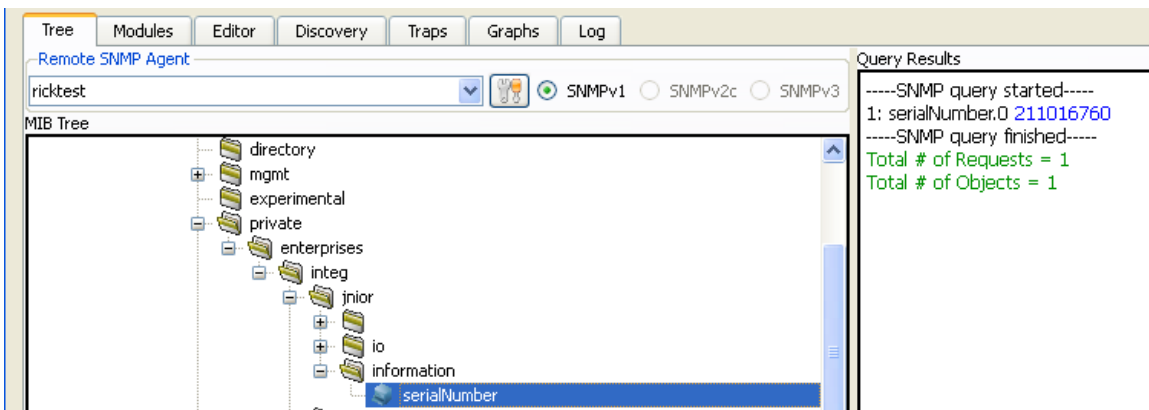 Tree Modules Editor Discovery Traps Graphs Log
Remote SNMP Agent
ricktest SNMPv1 SNMPv2c SNMPv3
MIB Tree
directory
mgmt
experimental
private
enterprises
integ
jnior
io
information
serialNumber
Query Results
-----SNMP query started-----
1: serialNumber.0 211016760
-----SNMP query finished-----
Total # of Requests = 1
Total # of Objects = 1